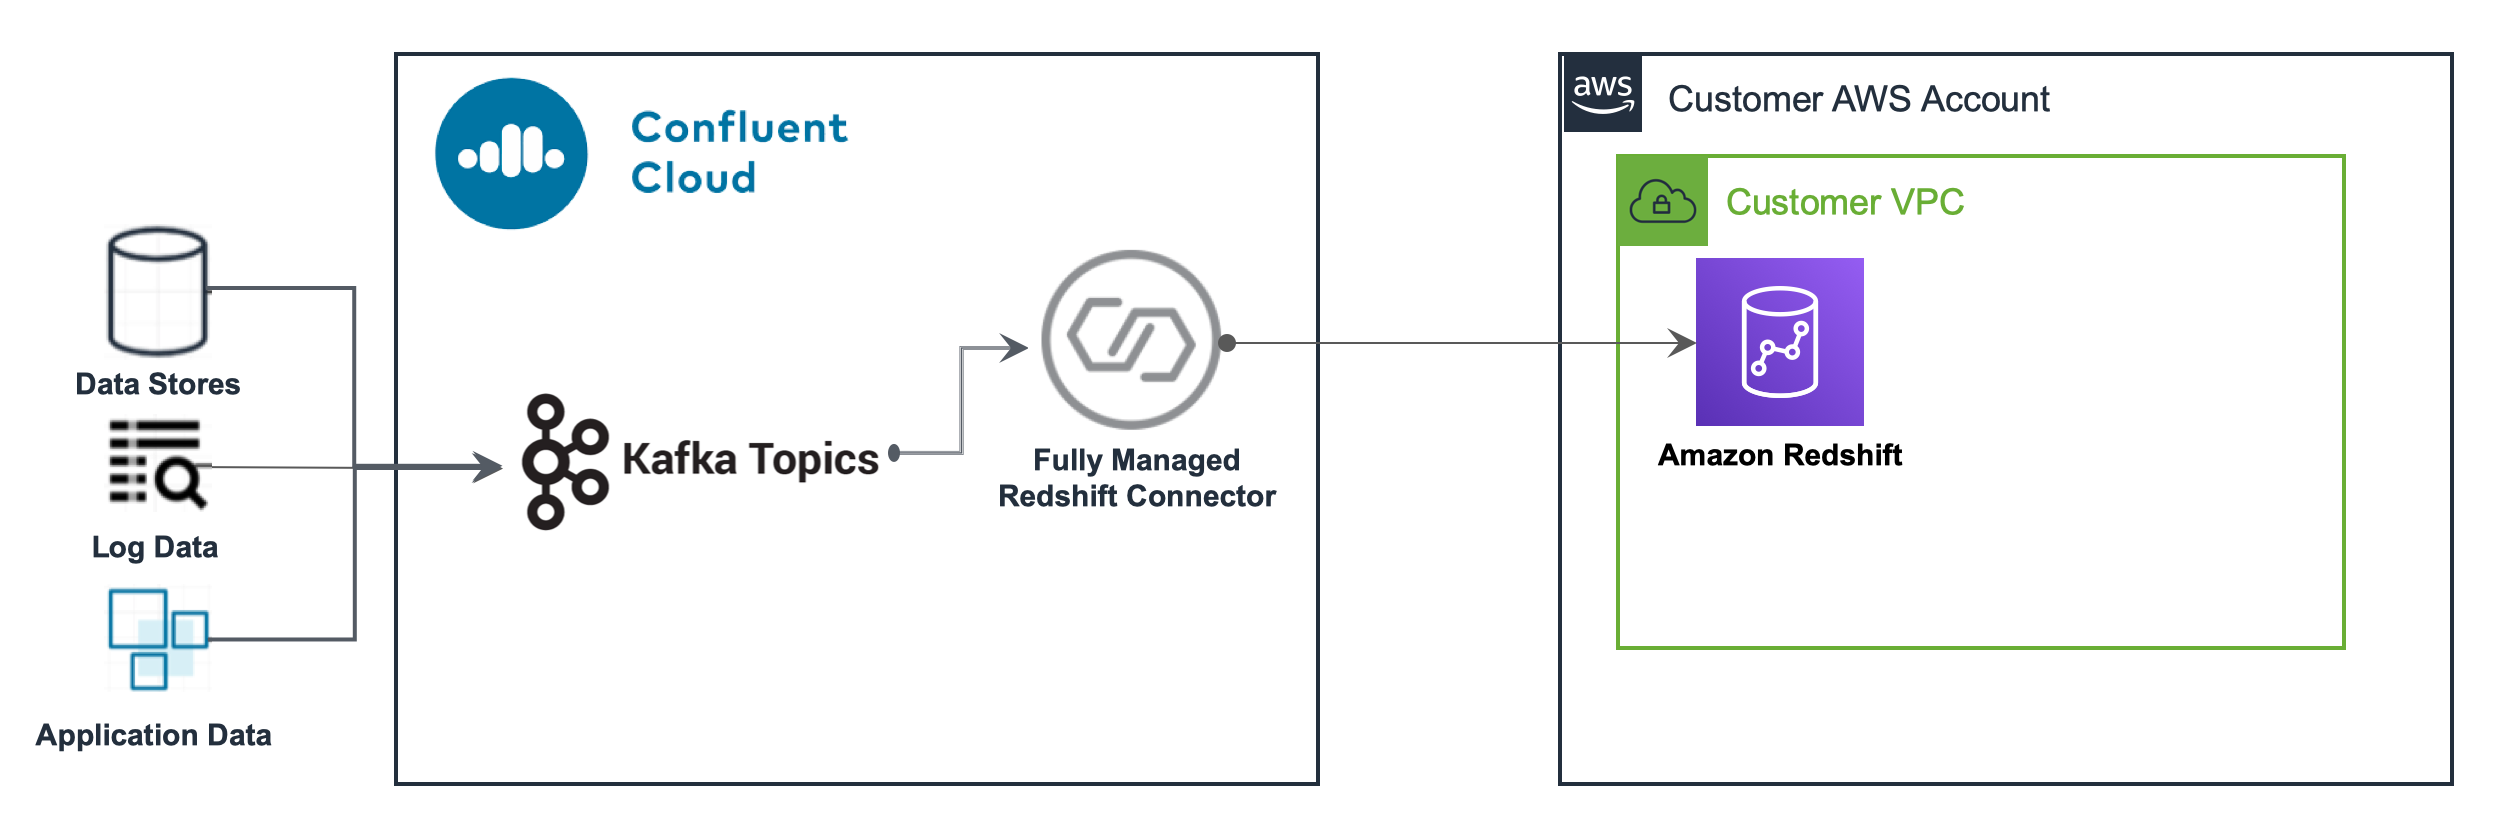 Confluent
Cloud
Data Stores
Log Data
Application Data
Kafka Topics
Fully Managed
Redshift Connector
aws
Customer AWS Account
Customer VPC
Amazon Redshift